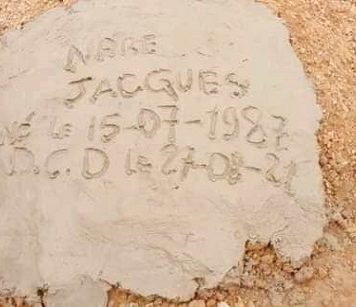 NARE
JACQUES
NÉ LE 15-07-1987
D.C.D LE 27-08-21